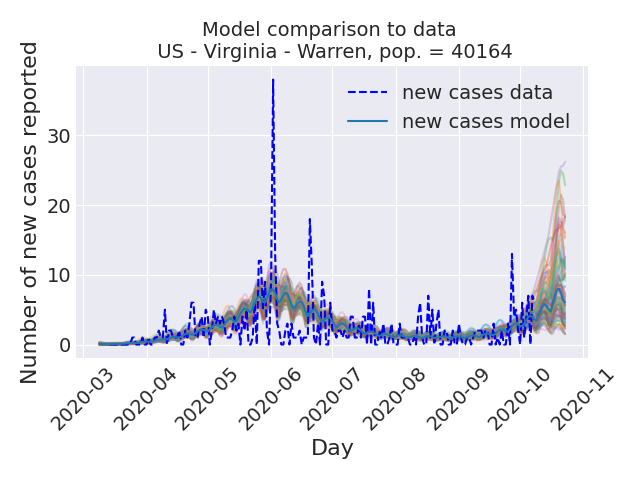 Model comparison to data
US - Virginia - Warren, pop. = 40164
Number of new cases reported
30
20
10
0
new cases data
new cases model
2020-03
2020-04
2020-05
2020-06
2020-07
2020-08
2020-09
2020-10
2020-11
Day